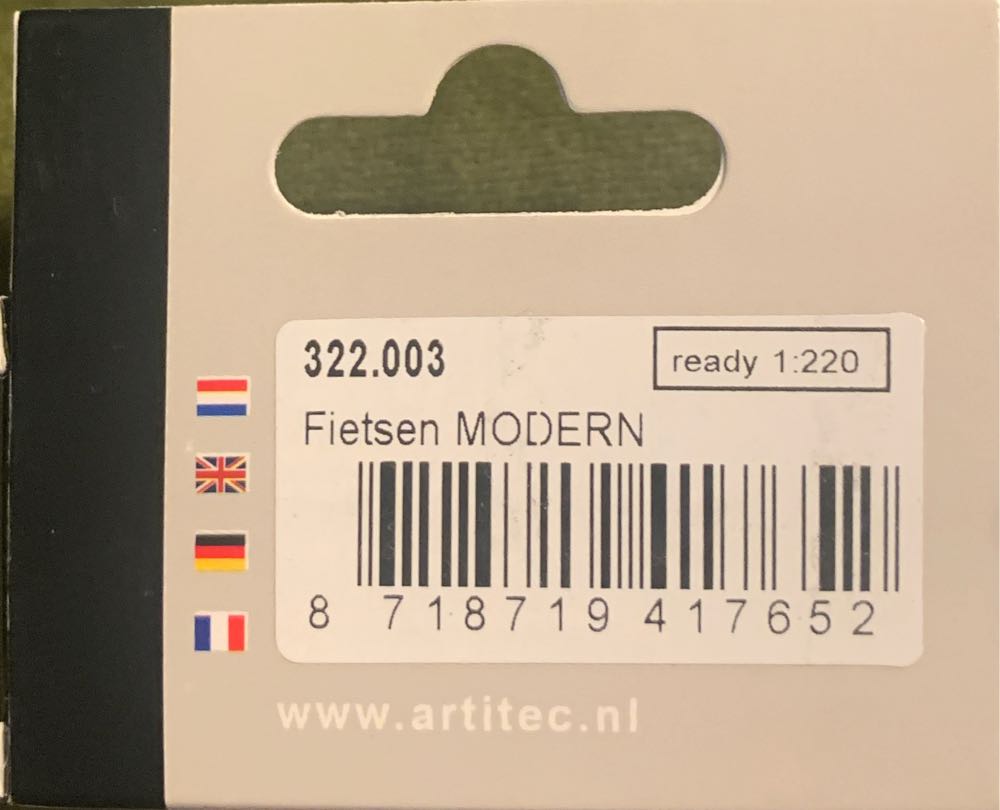 322.003
ready 1:220
Fietsen MODERN
8 718719 417652
www.artitec.nl